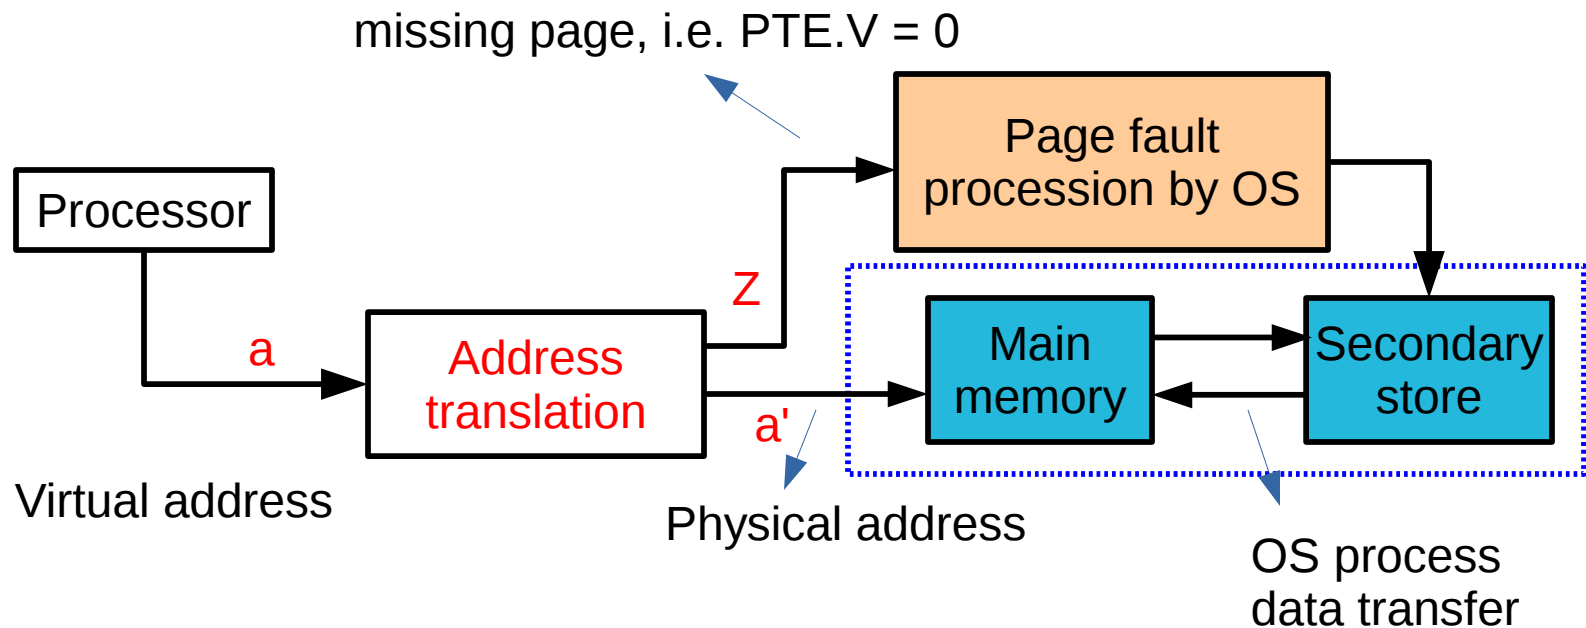 missing page, i.e. PTE.V = 0
Page fault
procession by OS
Processor
Z
a
Address
translation
a'
Main
memory
Secondary
store
Virtual address
Physical address
OS process
data transfer